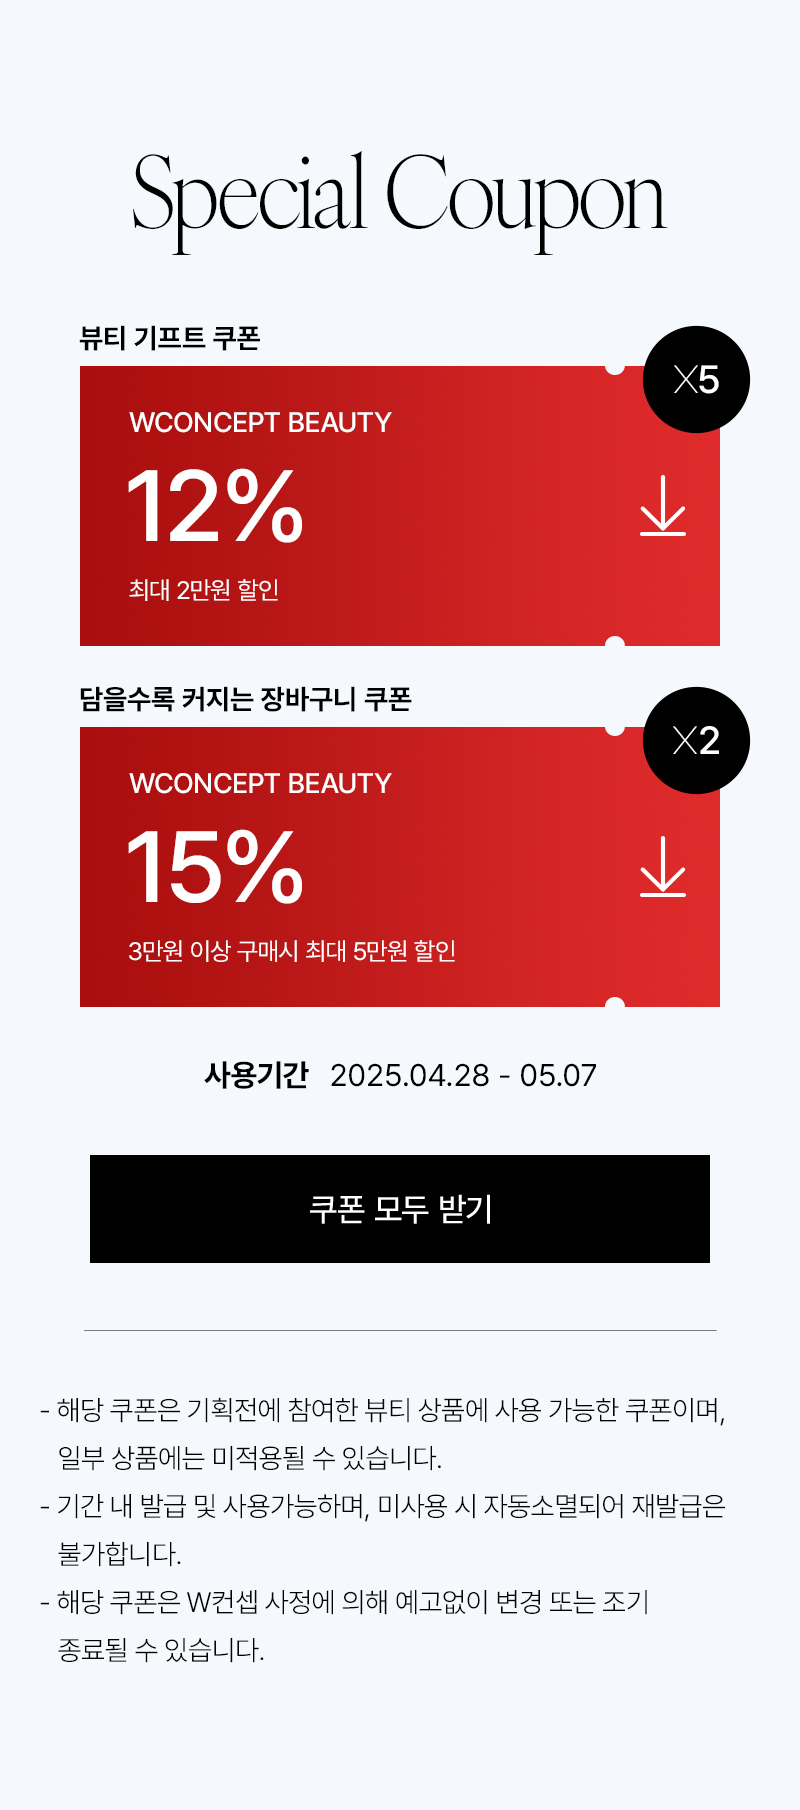 Special Coupon
뷰티 기프트 쿠폰
X5
WCONCEPT BEAUTY
12%
최대 2만원 할인
담을수록 커지는 장바구니 쿠폰
X2
WCONCEPT BEAUTY
15%
3만원 이상 구매시 최대 5만원 할인
사용기간 2025.04.28 - 05.07
쿠폰 모두 받기
- 해당 쿠폰은 기획전에 참여한 뷰티 상품에 사용 가능한 쿠폰이며,
일부 상품에는 미적용될 수 있습니다.
- 기간 내 발급 및 사용가능하며, 미사용 시 자동소멸되어 재발급은
불가합니다.
- 해당 쿠폰은 W컨셉 사정에 의해 예고없이 변경 또는 조기
종료될 수 있습니다.